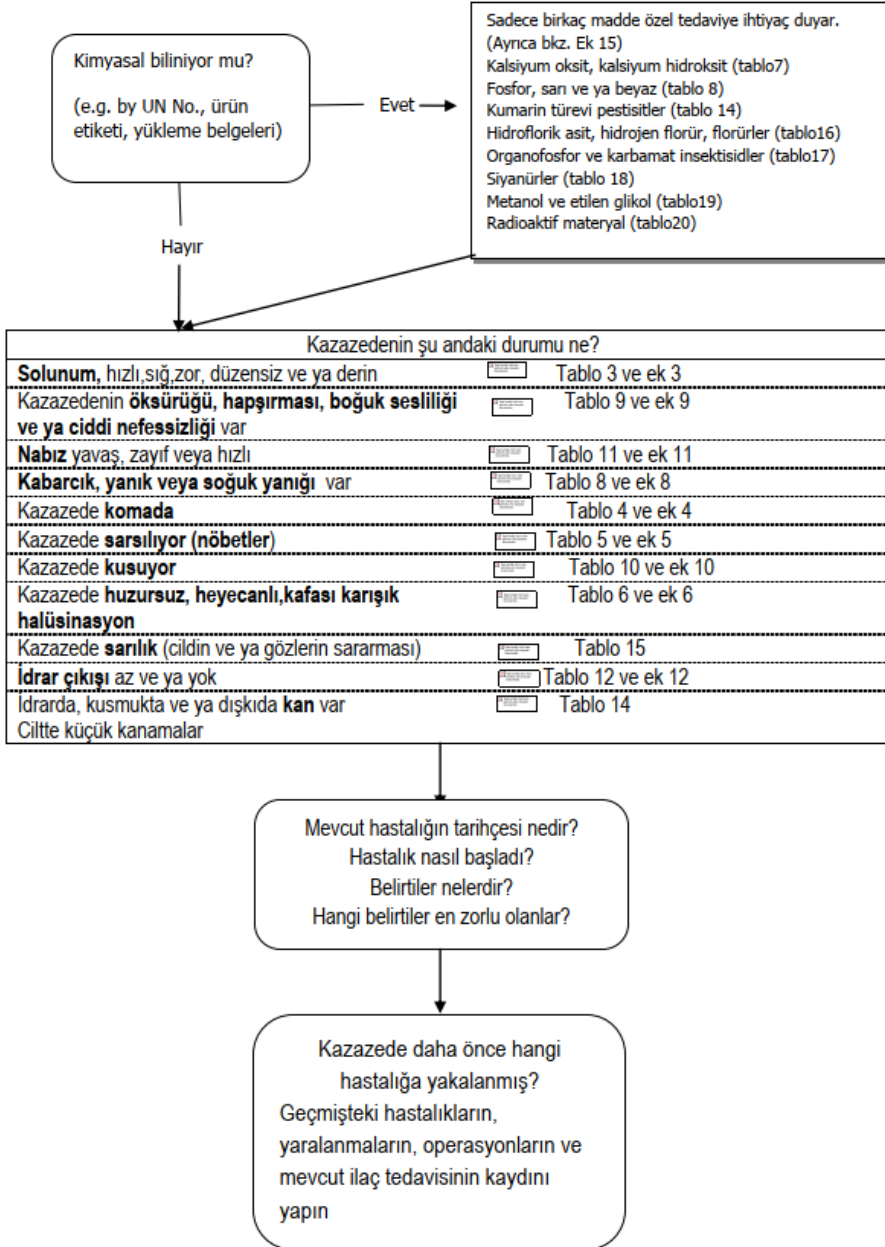 Kimyasal biliniyor mu?
(e.g. by UN No., ürün
etiketi, yükleme belgeleri)
Evet
Sadece birkaç madde özel tedaviye ihtiyaç duyar.
(Ayrıca bkz. Ek 15)
Kalsiyum oksit, kalsiyum hidroksit (tablo7)
Fosfor, sarı ve ya beyaz (tablo 8)
Kumarin türevi pestisitler (tablo 14)
Hidroflorik asit, hidrojen florür, florürler (tablo16)
Organofosfor ve karbamat insektisidler (tablo17)
Siyanürler (tablo 18)
Metanol ve etilen glikol (tablo19)
Radioaktif materyal (tablo20)
Hayır
Kazazedenin şu andaki durumu ne?
Solunum, hızlı,sığ,zor, düzensiz ve ya derin Tablo 3 ve ek 3
Kazazedenin öksürüğü, hapşırması, boğuk sesliliği Tablo 9 ve ek 9
ve ya ciddi nefessizliği var
Nabız yavaş, zayıf veya hızlı Tablo 11 ve ek 11
Kabarcık, yanık veya soğuk yanığı var Tablo 8 ve ek 8
Kazazede komada Tablo 4 ve ek 4
Kazazede sarsılıyor (nöbetler) Tablo 5 ve ek 5
Kazazede kusuyor Tablo 10 ve ek 10
Kazazede huzursuz, heyecanlı,kafası karışık Tablo 6 ve ek 6
halüsinasyon
Kazazede sarılık (cildin ve ya gözlerin sararması) Tablo 15
İdrar çıkışı az ve ya yok Tablo 12 ve ek 12
İdrarda, kusmukta ve ya dışkıda kan var Tablo 14
Ciltte küçük kanamalar
Mevcut hastalığın tarihçesi nedir?
Hastalık nasıl başladı?
Belirtiler nelerdir?
Hangi belirtiler en zorlu olanlar?
Kazazede daha önce hangi
hastalığa yakalanmış?
Geçmişteki hastalıkların,
yaralanmaların, operasyonların ve
mevcut ilaç tedavisinin kaydını
yapın